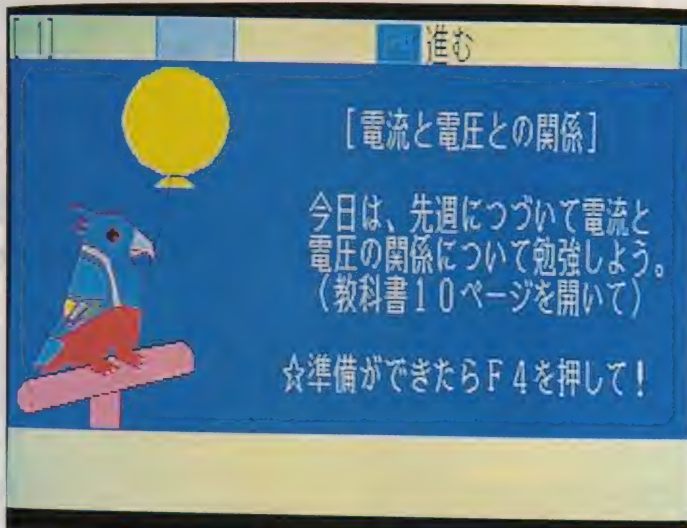 [ 1]
進む
[電流と電圧との関係]
今日は、先週につづいて電流と
電圧の関係について勉強しよう。
(教科書10ページを開いて)
☆準備ができたらF4を押して!